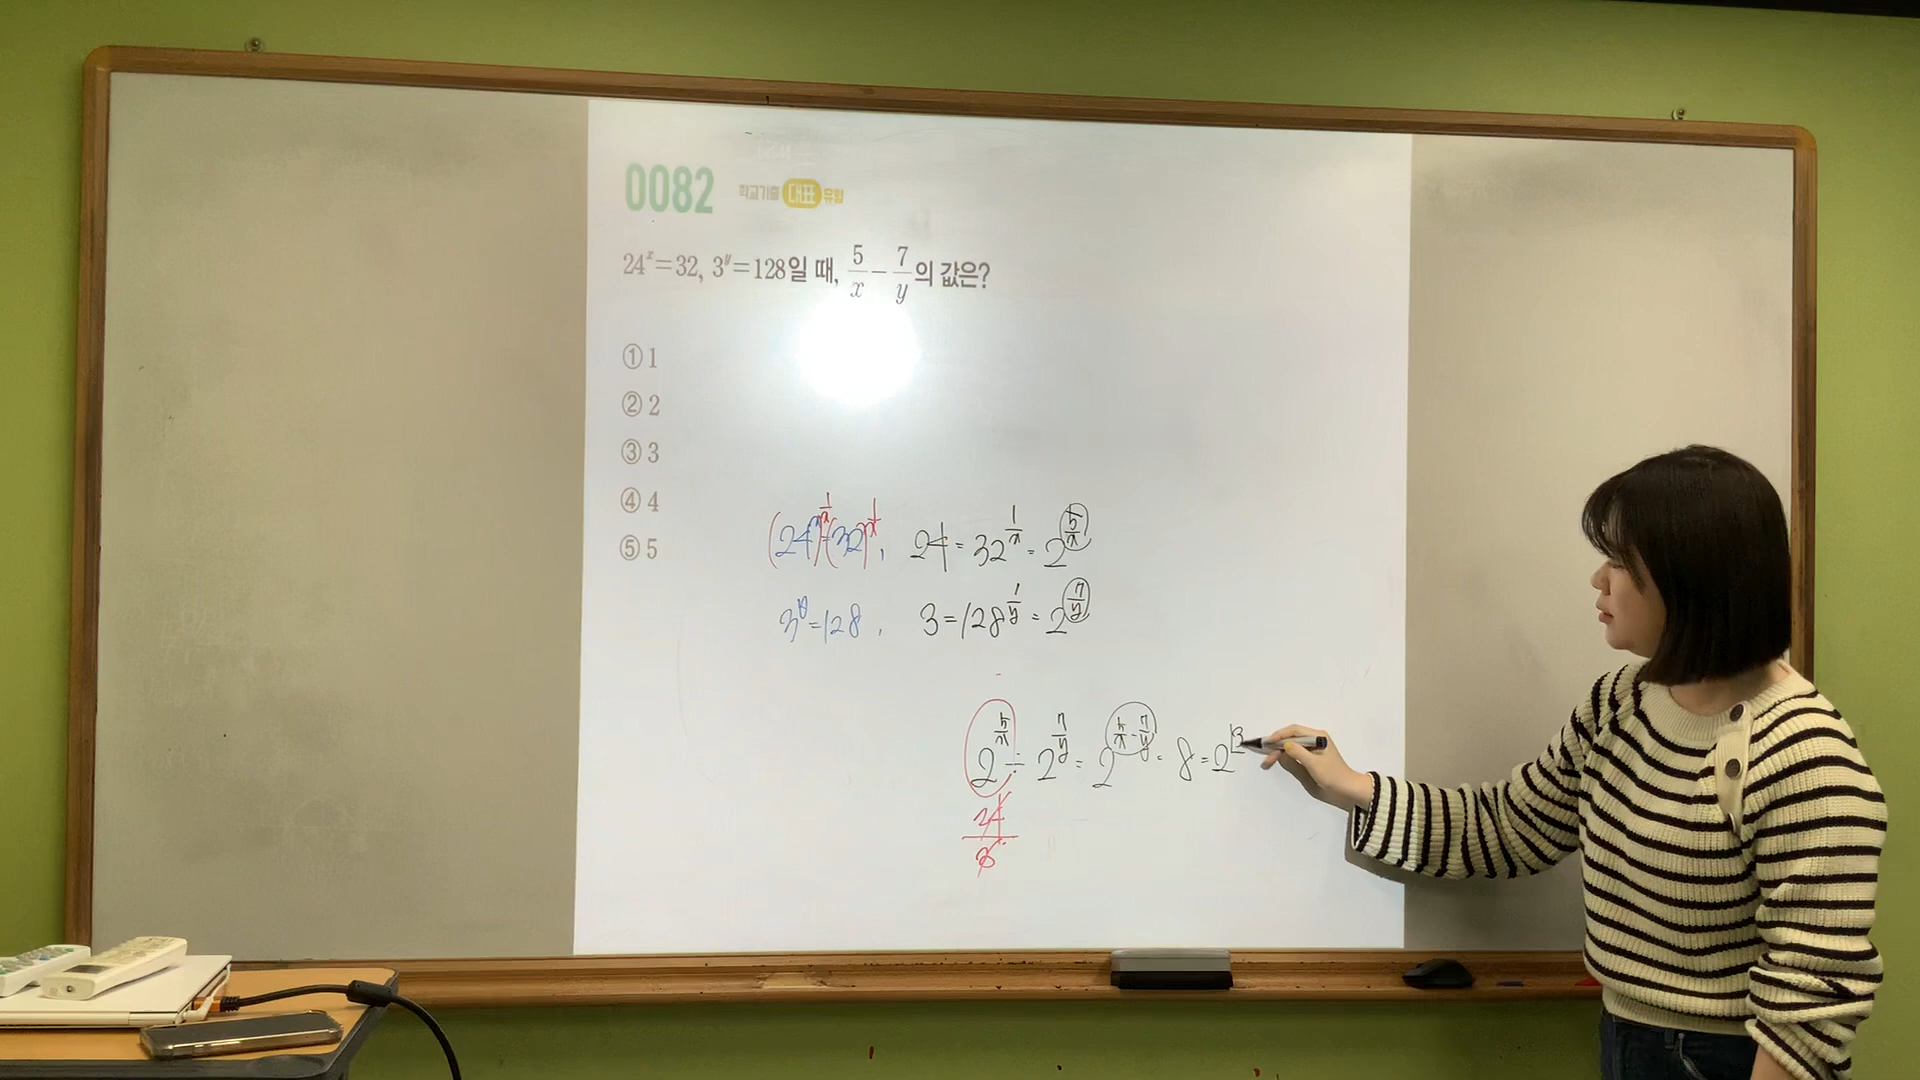 0082 학교기출 대표 유형
24^x=32, 3^y=128일 때, 5/x - 7/y의 값은?
① 1
② 2
③ 3
④ 4
⑤ 5
(24^x)^(1/x)=(32)^(1/x), 24=32^(1/x)=2^(5/x)
3^y=128, 3=128^(1/y)=2^(7/y)
2^(5/x)÷2^(7/y)=2^(5/x-7/y)=8=2^3
24/3